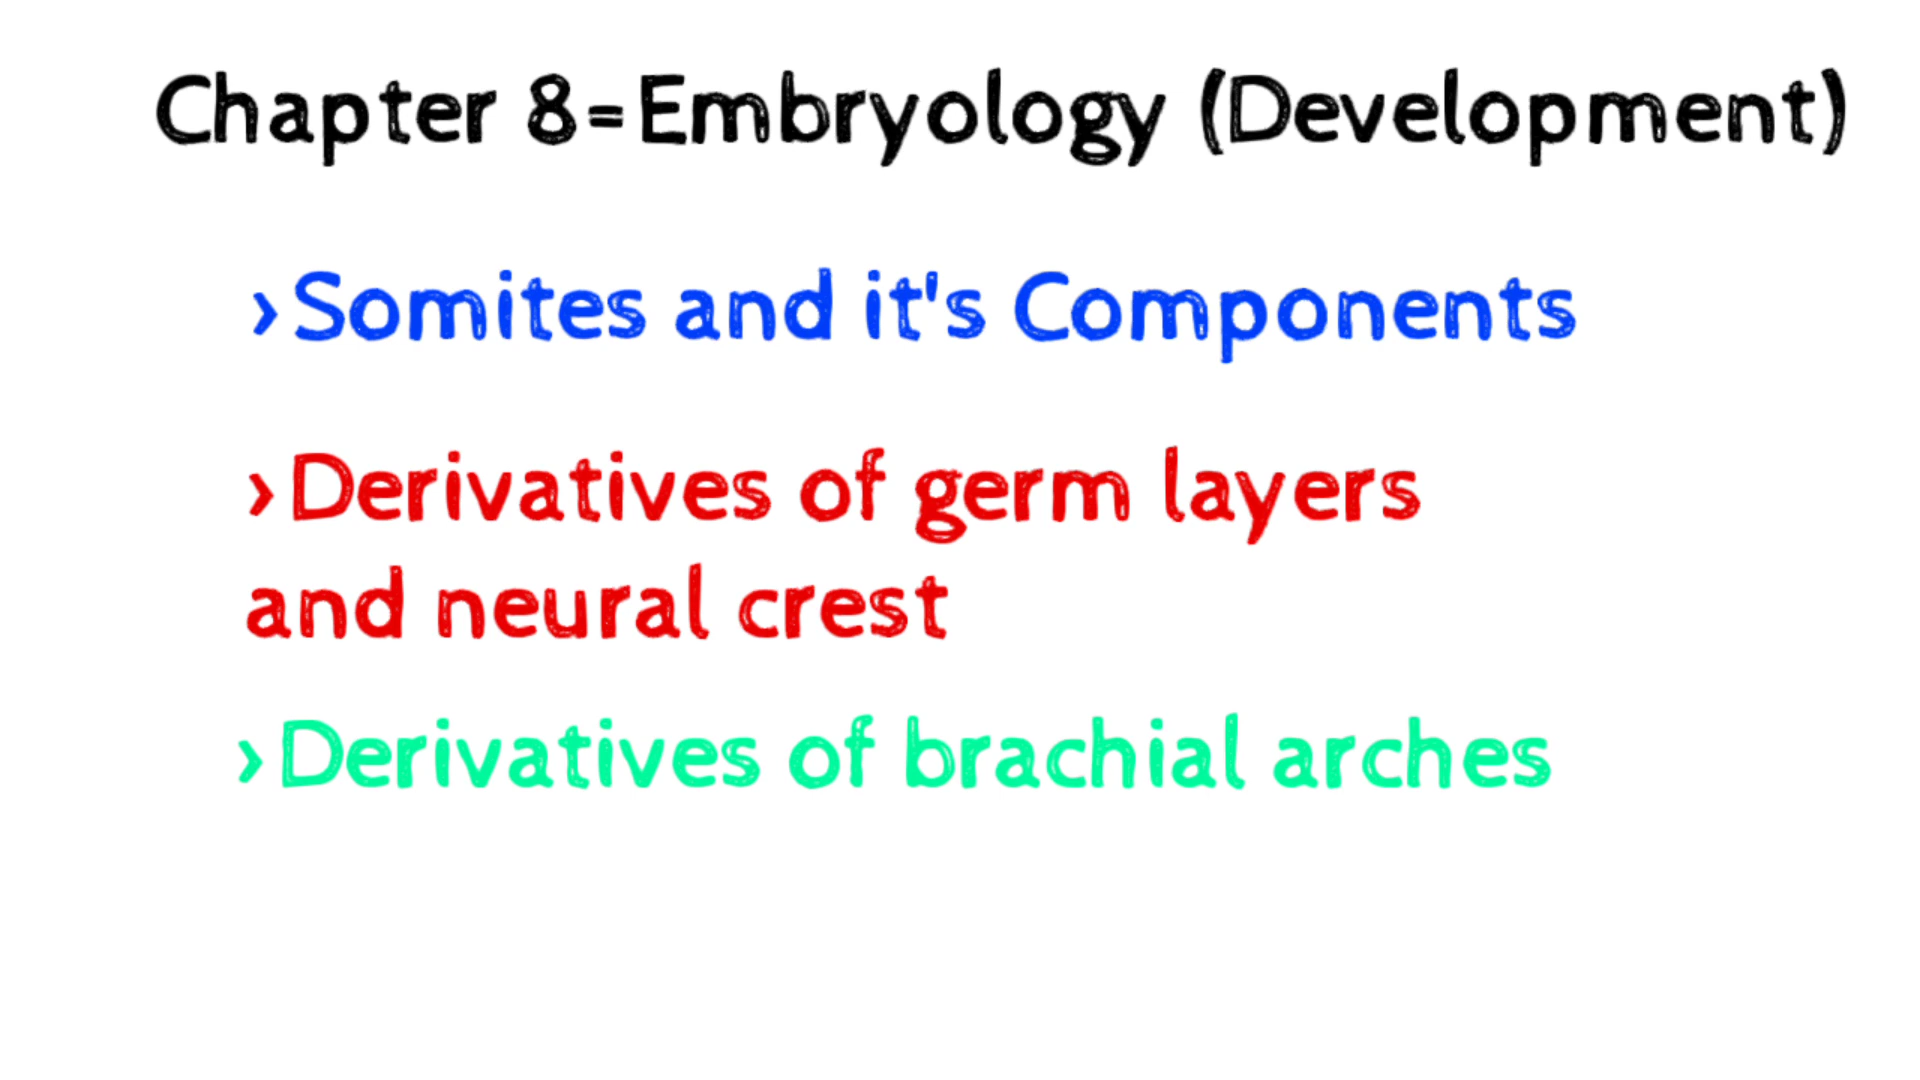 Chapter 8=Embryology (Development)
›Somites and it's Components
›Derivatives of germ layers
and neural crest
›Derivatives of brachial arches